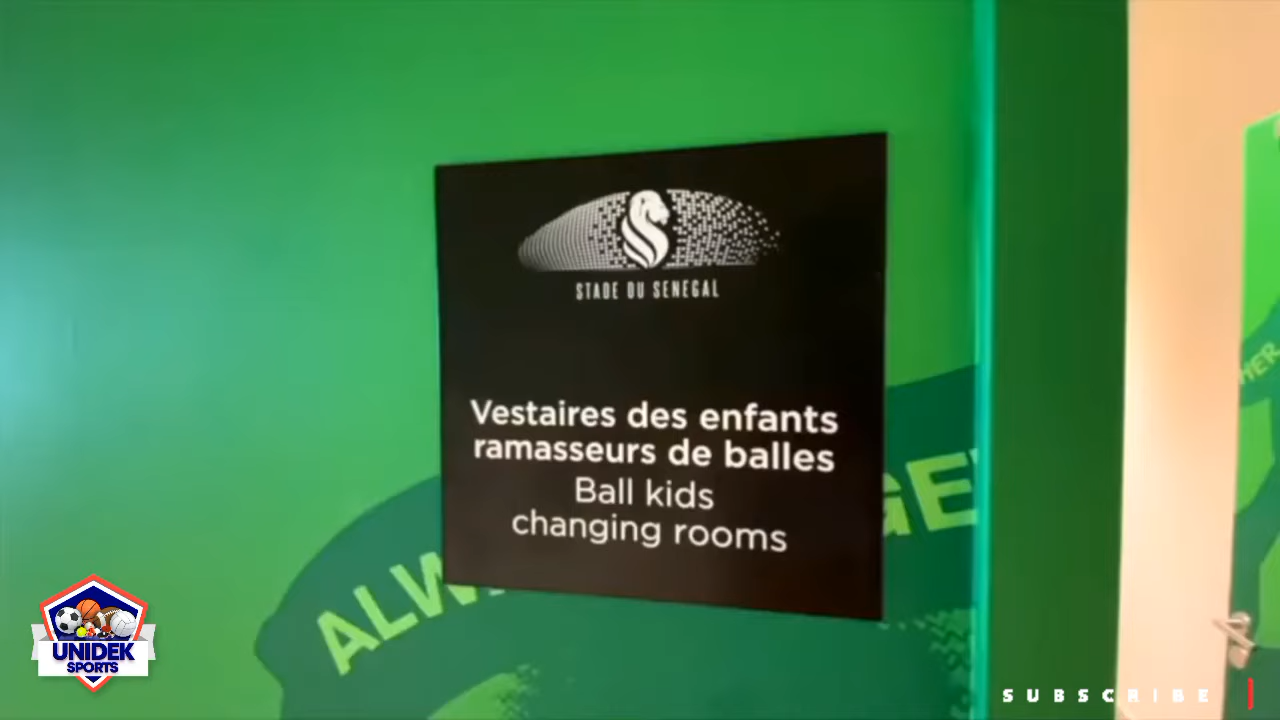 STADE DU SENEGAL
Vestaires des enfants
ramasseurs de balles
Ball kids
changing rooms
UNIDEK
SPORTS
SUBSCRIBE